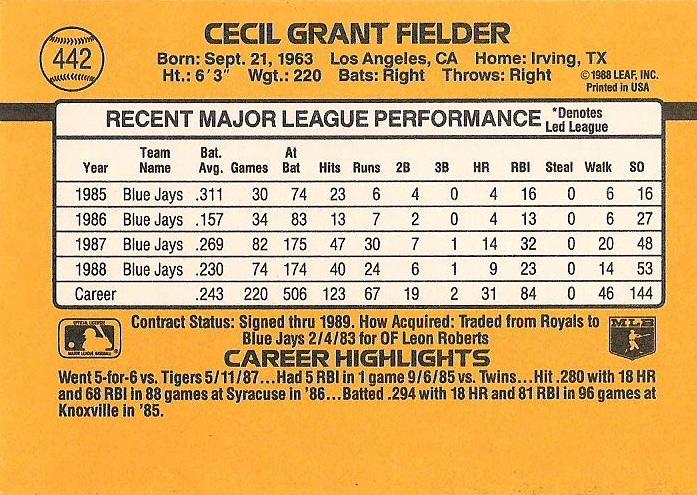 442
CECIL GRANT FIELDER
Born: Sept. 21, 1963 Los Angeles, CA Home: Irving, TX
Ht.: 6'3" Wgt.: 220 Bats: Right Throws: Right ©1988 LEAF, INC.
Printed in USA
RECENT MAJOR LEAGUE PERFORMANCE *Denotes Led League
Year Team Name Bat. Avg. Games At Bat Hits Runs 2B 3B HR RBI Steal Walk SO
1985 Blue Jays .311 30 74 23 6 4 0 4 16 0 6 16
1986 Blue Jays .157 34 83 13 7 2 0 4 13 0 6 27
1987 Blue Jays .269 82 175 47 30 7 1 14 32 0 20 48
1988 Blue Jays .230 74 174 40 24 6 1 9 23 0 14 53
Career .243 220 506 123 67 19 2 31 84 0 46 144
Contract Status: Signed thru 1989. How Acquired: Traded from Royals to
Blue Jays 2/4/83 for OF Leon Roberts
MLB
CAREER HIGHLIGHTS
Went 5-for-6 vs. Tigers 5/11/87...Had 5 RBI in 1 game 9/6/85 vs. Twins...Hit .280 with 18 HR
and 68 RBI in 88 games at Syracuse in '86...Batted .294 with 18 HR and 81 RBI in 96 games at
Knoxville in '85.